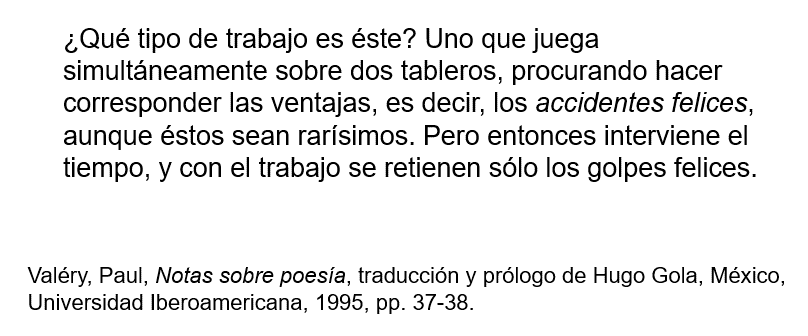 ¿Qué tipo de trabajo es éste? Uno que juega
simultáneamente sobre dos tableros, procurando hacer
corresponder las ventajas, es decir, los accidentes felices,
aunque éstos sean rarísimos. Pero entonces interviene el
tiempo, y con el trabajo se retienen sólo los golpes felices.
Valéry, Paul, Notas sobre poesía, traducción y prólogo de Hugo Gola, México,
Universidad Iberoamericana, 1995, pp. 37-38.